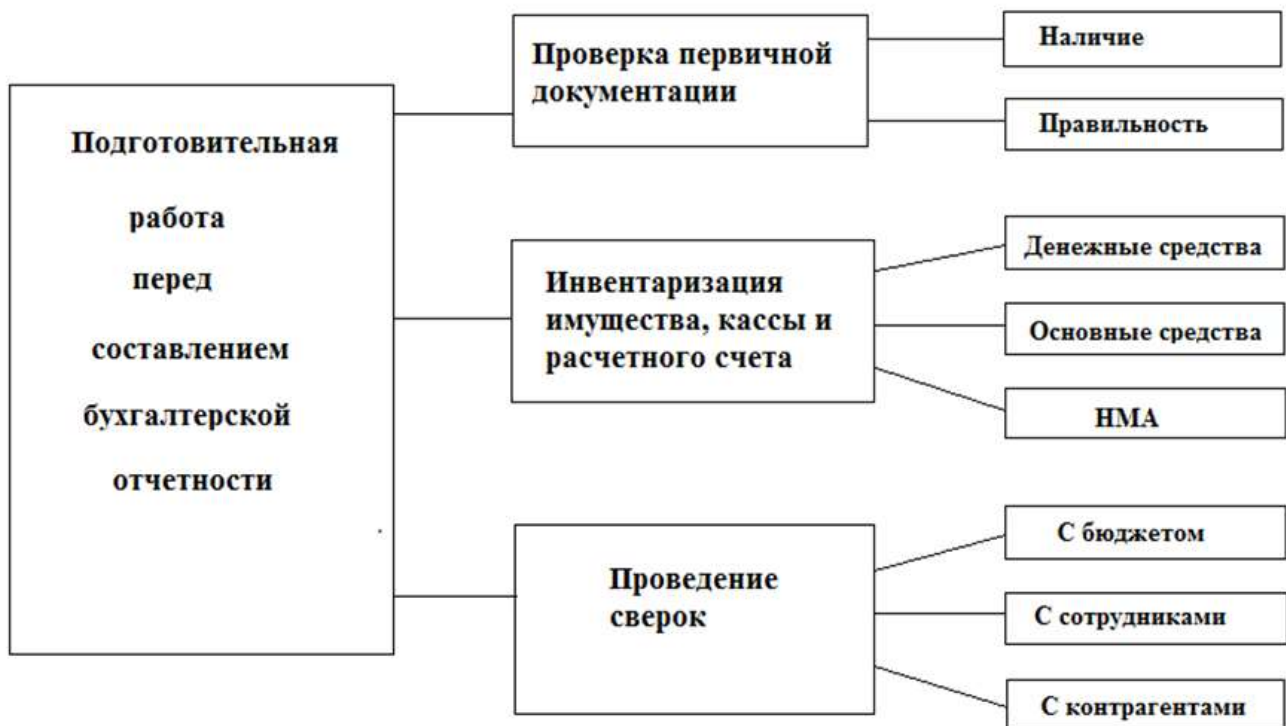 Подготовительная
работа
перед
составлением
бухгалтерской
отчетности
Проверка первичной
документации
Наличие
Правильность
Инвентаризация
имущества, кассы и
расчетного счета
Денежные средства
Основные средства
НМА
Проведение
сверок
С бюджетом
С сотрудниками
С контрагентами